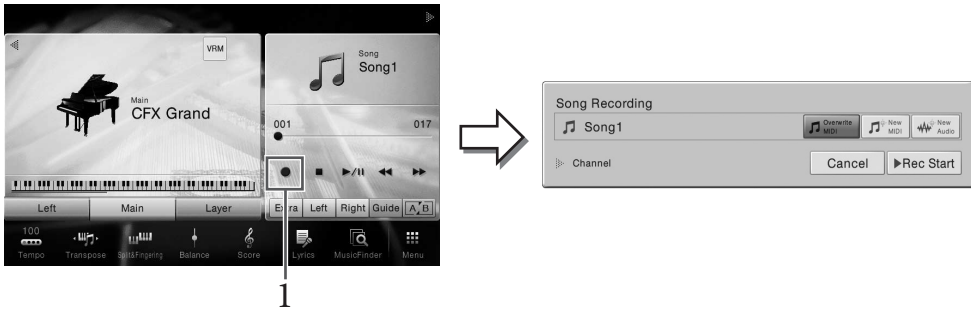 VRM
Main
CFX Grand
Song
Song1
001 017
Left Main Layer
Extra Left Right Guide A B
100
Tempo Transpose Split&Fingering Balance Score Lyrics MusicFinder Menu
1
Song Recording
Song1
Overwrite MIDI
New MIDI
New Audio
Channel
Cancel Rec Start